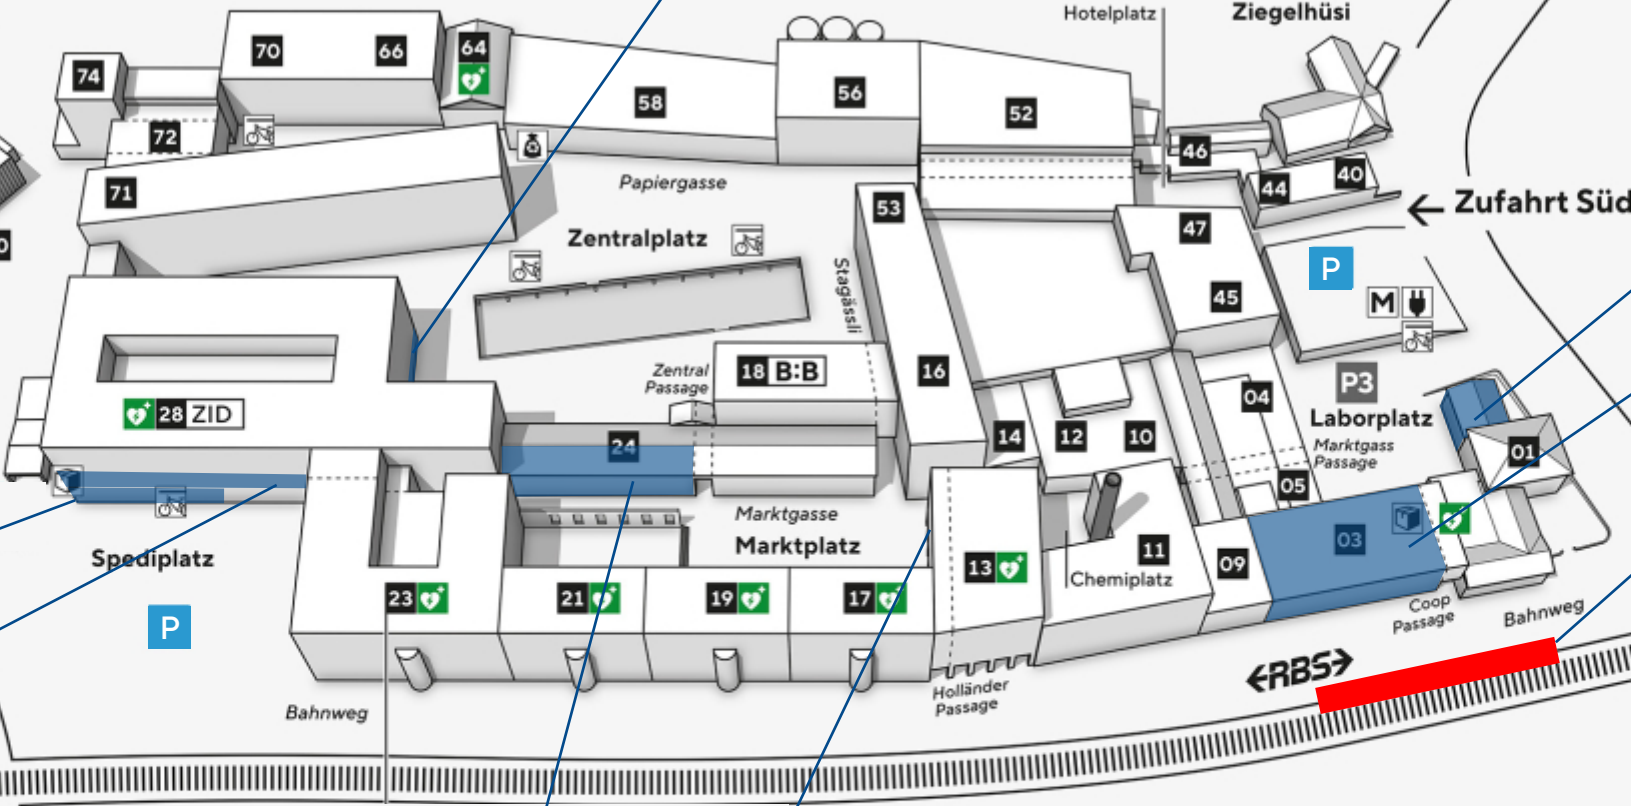 Hotelplatz
Ziegelhüsi
70
66
64
74
58
56
52
72
46
44
40
71
Papiergasse
53
← Zufahrt Süd
47
Zentralplatz
0
P
Stagässli
45
M
Zentral
Passage
18 B:B
16
P3
Laborplatz
04
28 ZID
24
14
12
10
Marktgass
Passage
01
05
Marktgasse
Marktplatz
03
Spediplatz
11
09
13
Chemiplatz
23
21
19
17
P
Coop
Passage
Bahnweg
←RBS→
Holländer
Passage
Bahnweg